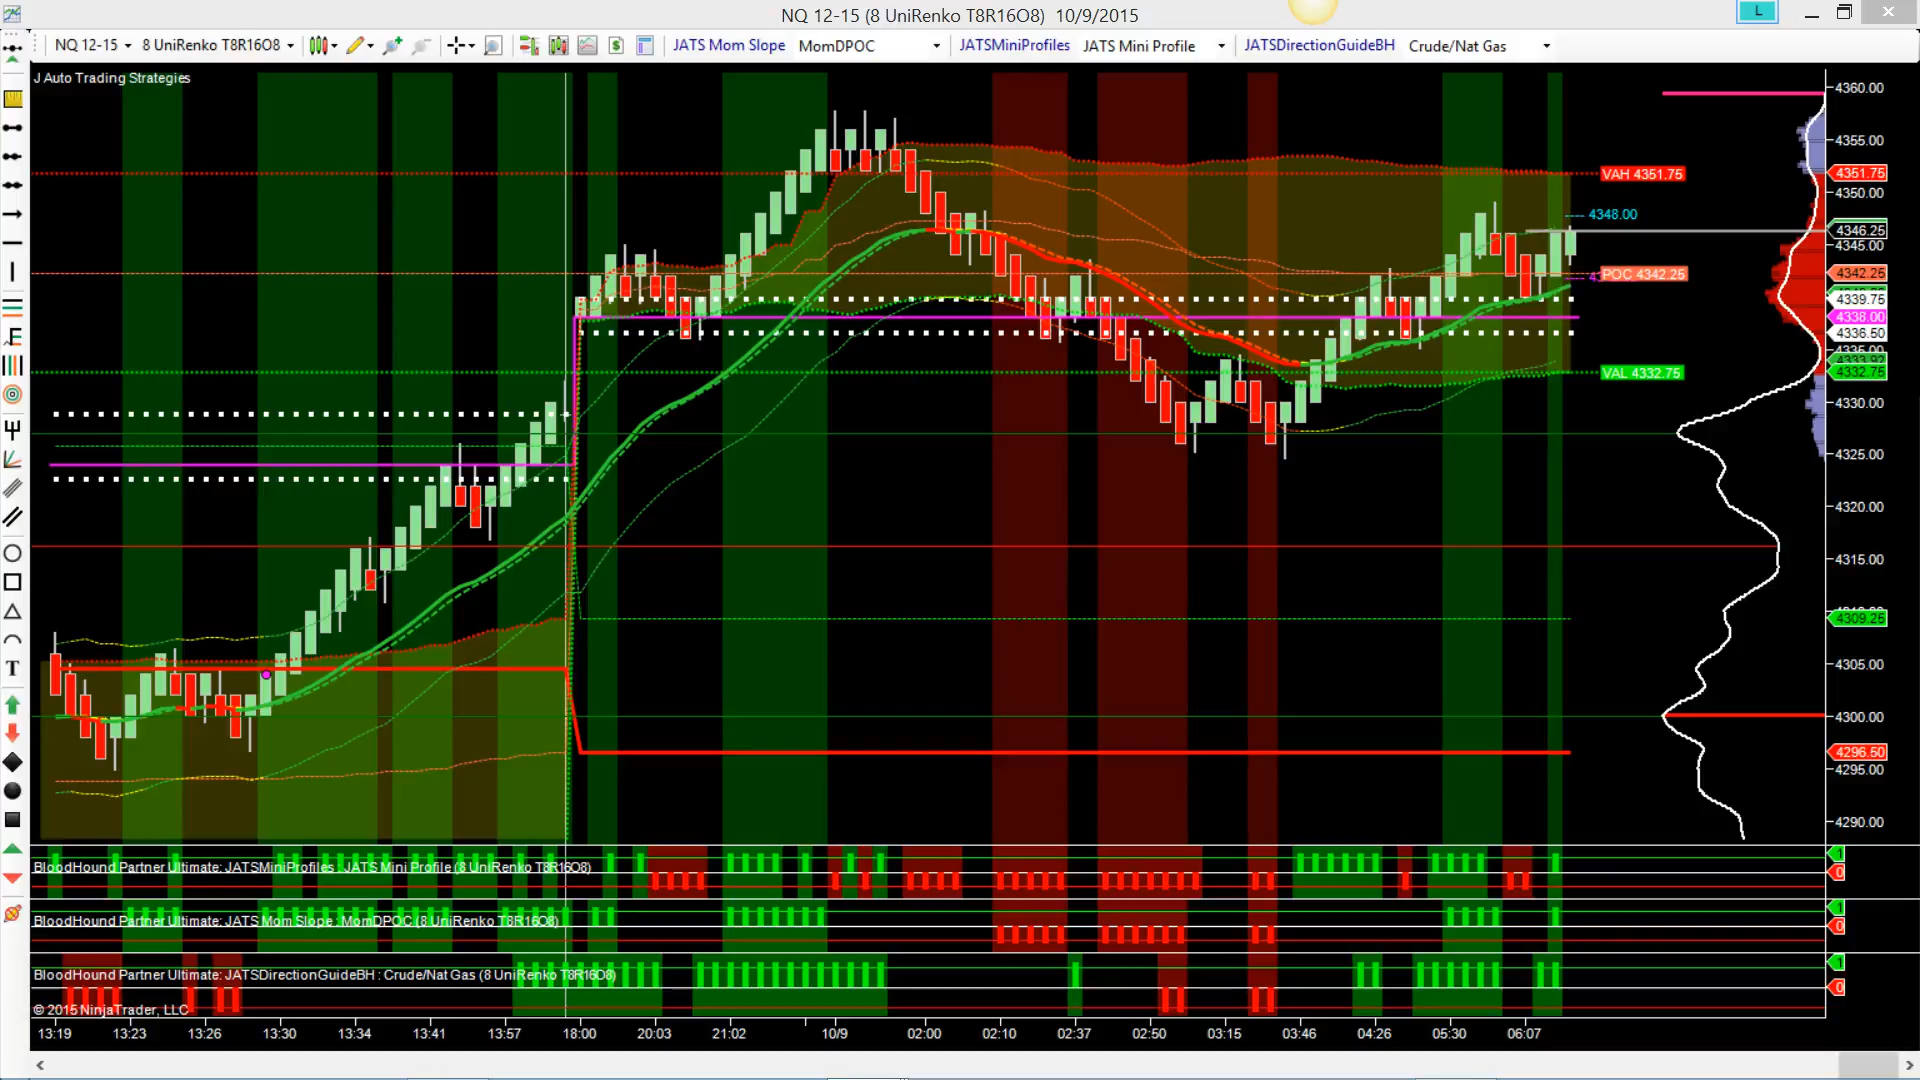 NQ 12-15 (8 UniRenko T8R16O8)  10/9/2015
L
NQ 12-15  8 UniRenko T8R16O8  JATS Mom Slope  MomDPOC  JATSMiniProfiles  JATS Mini Profile  JATSDirectionGuideBH  Crude/Nat Gas
J Auto Trading Strategies
4360.00
4355.00
VAH 4351.75
4351.75
4350.00
4348.00
4346.25
4345.00
POC 4342.25
4342.25
4339.75
4338.00
4336.50
4333.92
VAL 4332.75
4332.75
4330.00
4325.00
4320.00
4315.00
4309.25
4305.00
4300.00
4296.50
4295.00
4290.00
BloodHound Partner Ultimate: JATSMiniProfiles : JATS Mini Profile (8 UniRenko T8R16O8)
1
0
BloodHound Partner Ultimate: JATS Mom Slope : MomDPOC (8 UniRenko T8R16O8)
1
0
BloodHound Partner Ultimate: JATSDirectionGuideBH : Crude/Nat Gas (8 UniRenko T8R16O8)
1
0
© 2015 NinjaTrader, LLC
13:19  13:23  13:26  13:30  13:34  13:41  13:57  18:00  20:03  21:02  10/9  02:00  02:10  02:37  02:50  03:15  03:46  04:26  05:30  06:07